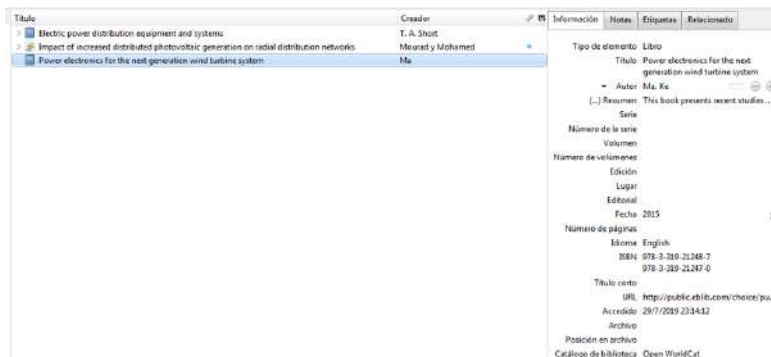 Título Creador
Electric power distribution equipment and systems T. A. Short
Impact of increased distributed photovoltaic generation on radial distribution networks Mourad y Mohamed
Power electronics for the next generation wind turbine system Ma
Información Notas Etiquetas Relacionado
Tipo de elemento Libro
Título Power electronics for the next
generation wind turbine system
Autor Ma, Ke
[...] Resumen This book presents recent studies...
Serie
Número de la serie
Volumen
Número de volúmenes
Edición
Lugar
Editorial
Fecha 2015
Número de páginas
Idioma English
ISBN 978-3-319-21248-7
978-3-319-21247-0
Título corto
URL http://public.eblib.com/choice/pu
Accedido 29/7/2019 23:14:12
Archivo
Posición en archivo
Catálogo de biblioteca Open WorldCat